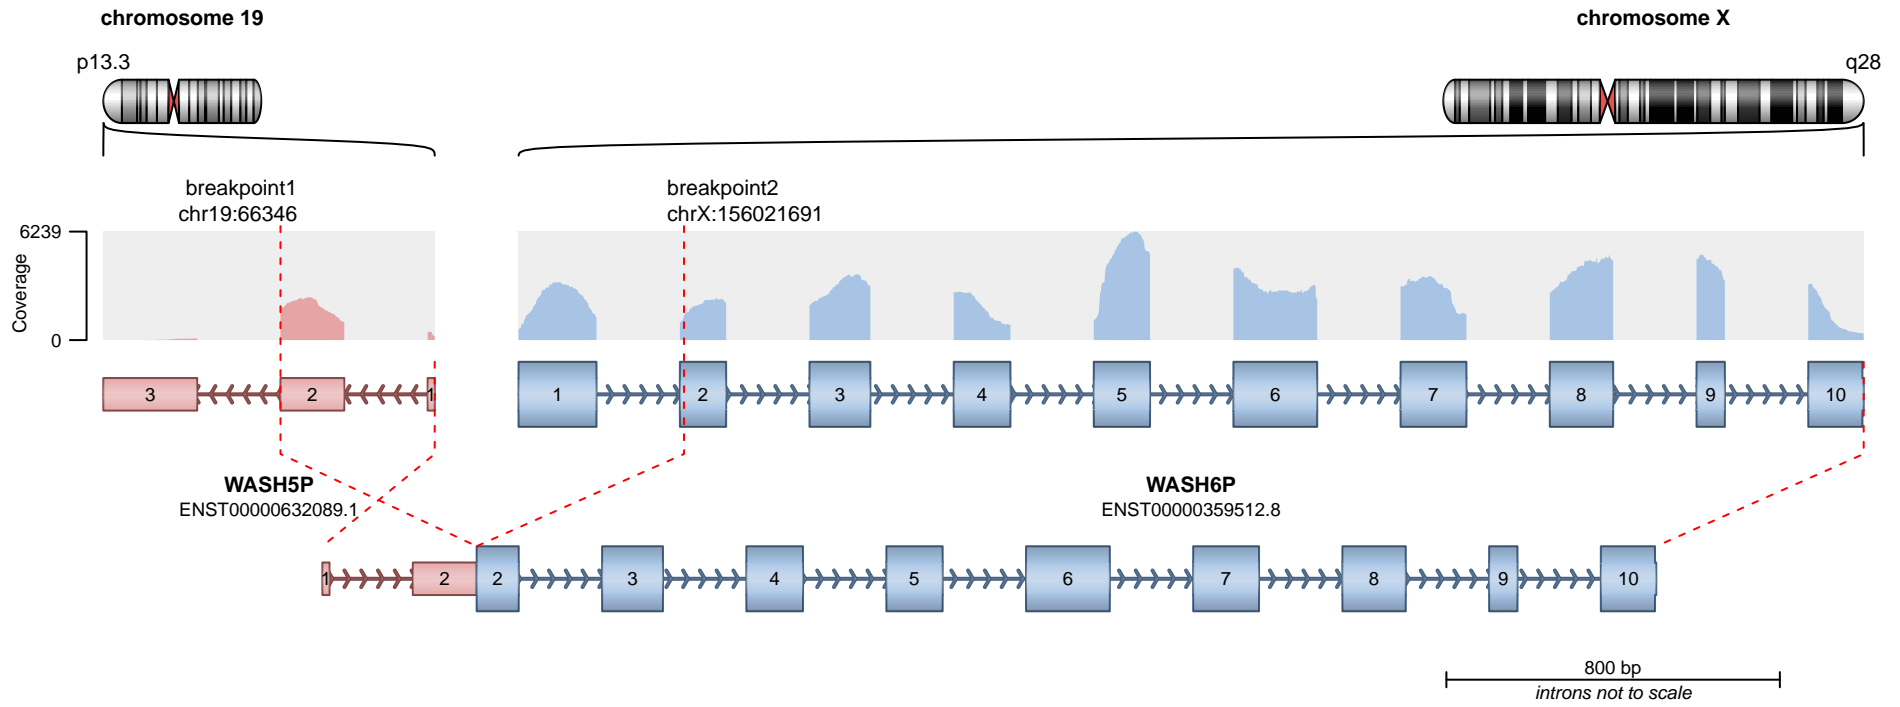 chromosome 19
chromosome X
p13.3
q28
breakpoint1
chr19:66346
breakpoint2
chrX:156021691
6239
Coverage
0
3 2 1
1 2 3 4 5 6 7 8 9 10
WASH5P
ENST00000632089.1
WASH6P
ENST00000359512.8
1 2 2 3 4 5 6 7 8 9 10
800 bp
introns not to scale